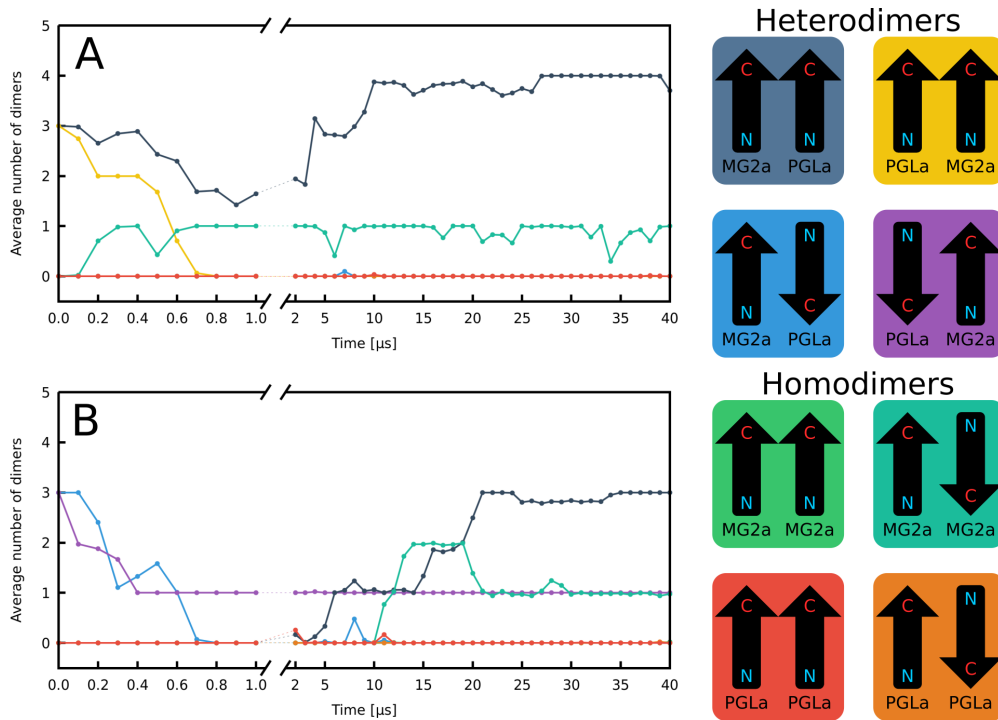 A
Average number of dimers
5
4
3
2
1
0
0.0 0.2 0.4 0.6 0.8 1.0 2 5 10 15 20 25 30 35 40
Time [µs]
B
Average number of dimers
5
4
3
2
1
0
0.0 0.2 0.4 0.6 0.8 1.0 2 5 10 15 20 25 30 35 40
Time [µs]
Heterodimers
C C C C
N N N N
MG2a PGLa PGLa MG2a
C N N C
N C C N
MG2a PGLa PGLa MG2a
Homodimers
C C C N
N N N C
MG2a MG2a MG2a MG2a
C C C N
N N N C
PGLa PGLa PGLa PGLa